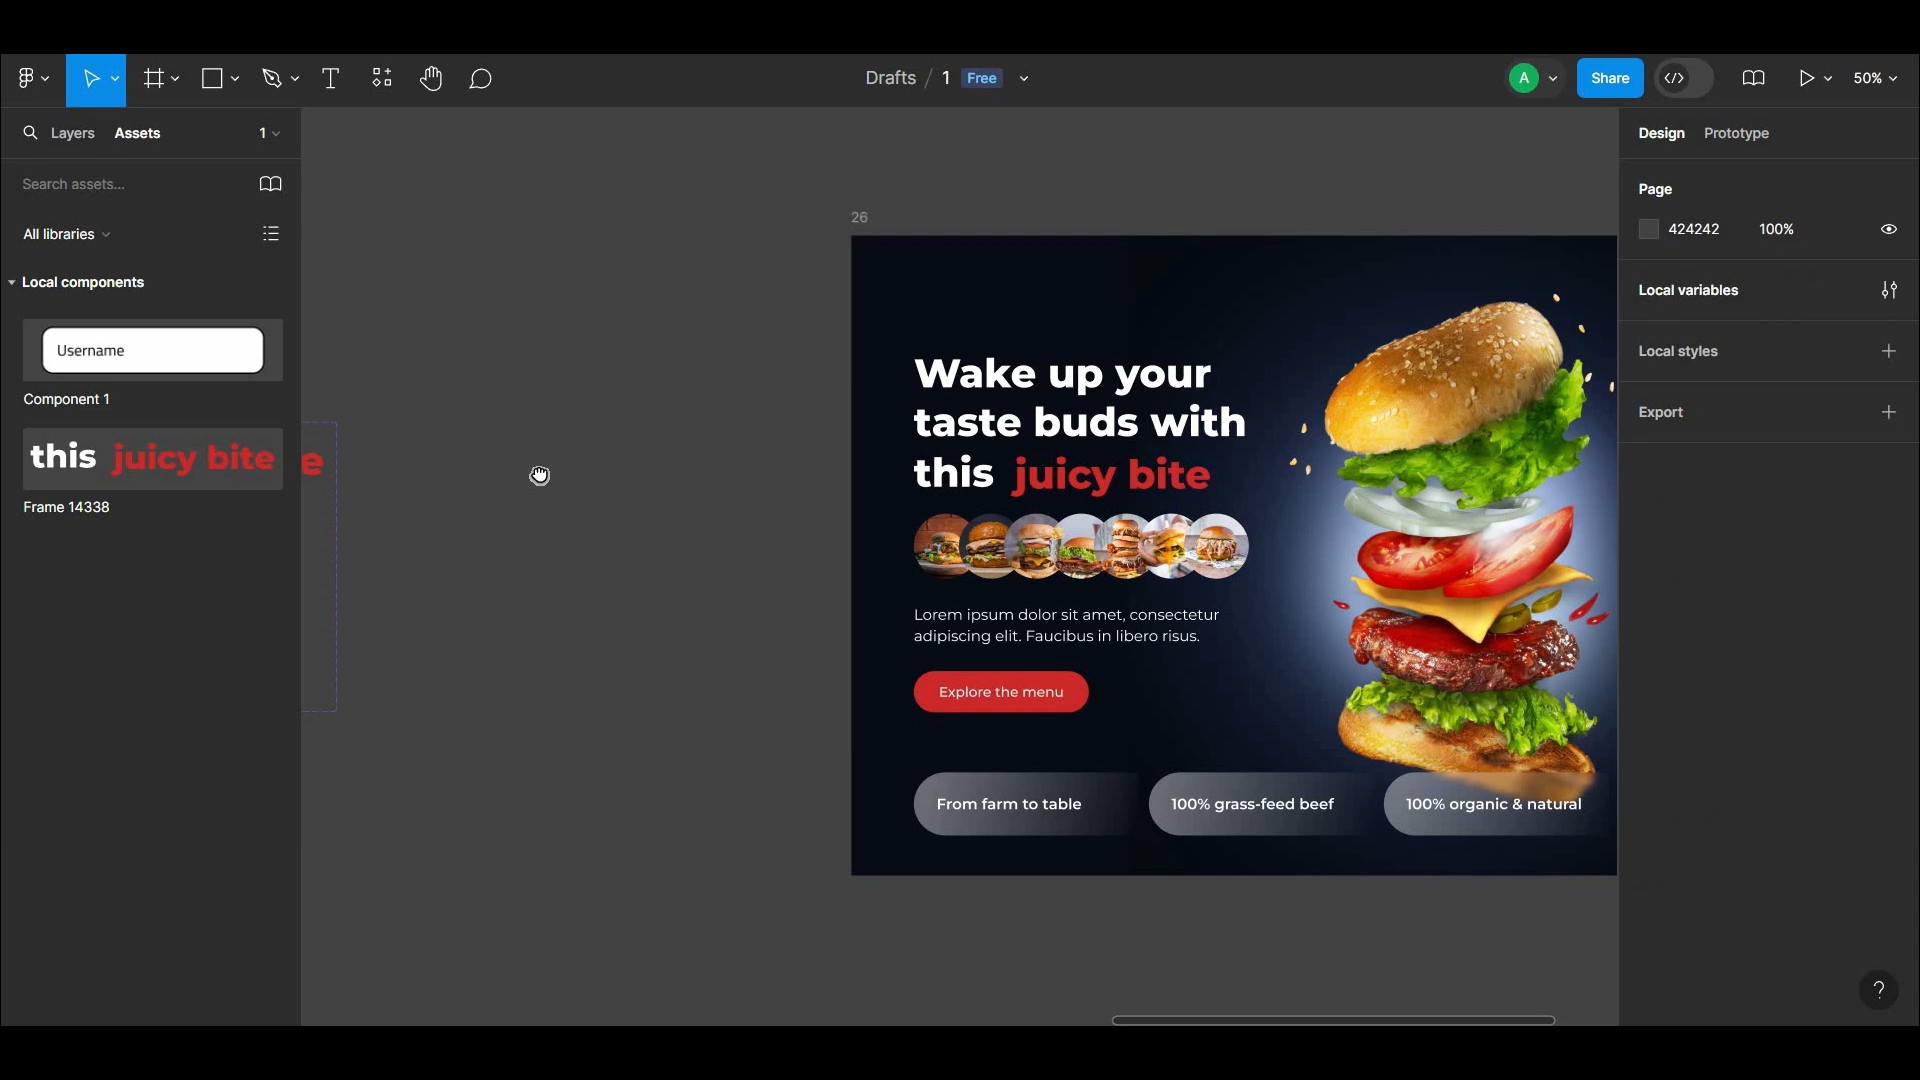 Drafts / 1 Free
A
Share
50%
Layers Assets 1
Search assets...
All libraries
Local components
Username
Component 1
this juicy bite
e
Frame 14338
26
Wake up your
taste buds with
this juicy bite
Lorem ipsum dolor sit amet, consectetur
adipiscing elit. Faucibus in libero risus.
Explore the menu
From farm to table
100% grass-feed beef
100% organic & natural
Design Prototype
Page
424242 100%
Local variables
Local styles
Export
?